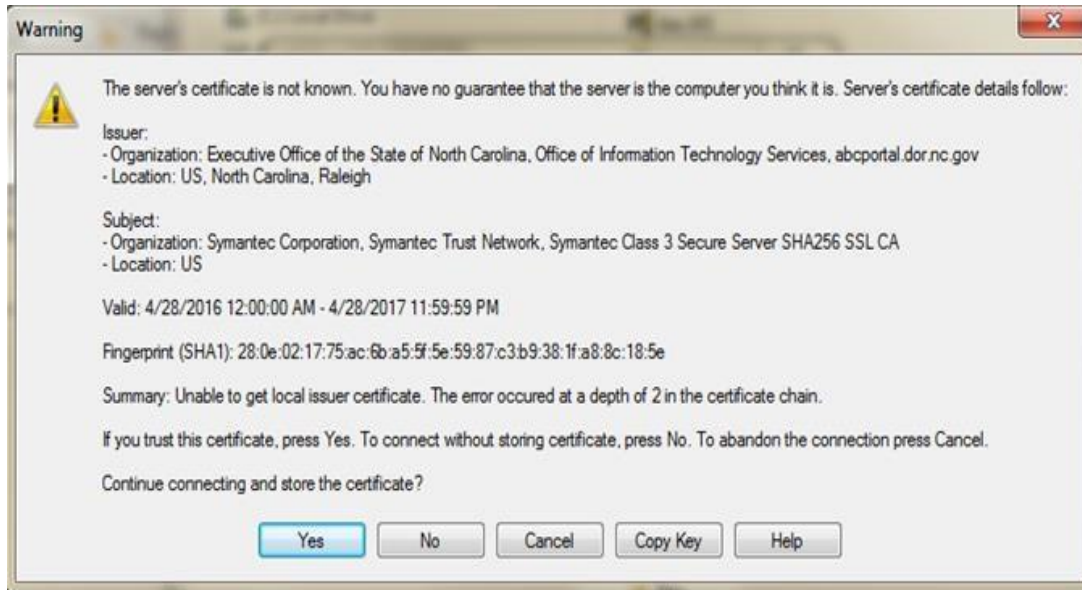 Warning
The server's certificate is not known. You have no guarantee that the server is the computer you think it is. Server's certificate details follow:
Issuer:
- Organization: Executive Office of the State of North Carolina, Office of Information Technology Services, abcportal.dor.nc.gov
- Location: US, North Carolina, Raleigh
Subject:
- Organization: Symantec Corporation, Symantec Trust Network, Symantec Class 3 Secure Server SHA256 SSL CA
- Location: US
Valid: 4/28/2016 12:00:00 AM - 4/28/2017 11:59:59 PM
Fingerprint (SHA1): 28:0e:02:17:75:ac:6b:a5:5f:5e:59:87:c3:b9:38:1f:a8:8c:18:5e
Summary: Unable to get local issuer certificate. The error occured at a depth of 2 in the certificate chain.
If you trust this certificate, press Yes. To connect without storing certificate, press No. To abandon the connection press Cancel.
Continue connecting and store the certificate?
Yes No Cancel Copy Key Help